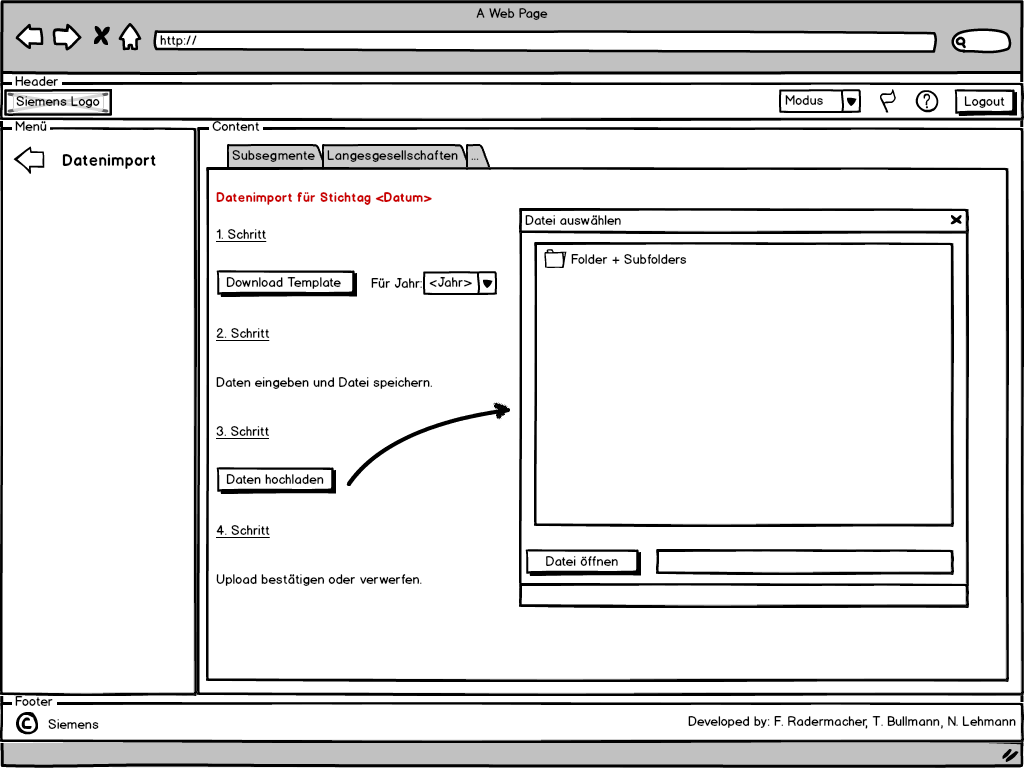 A Web Page
http://
Header
Siemens Logo
Modus
?
Logout
Menü
Datenimport
Content
Subsegmente
Langesgesellschaften
...
Datenimport für Stichtag <Datum>
1. Schritt
Download Template
Für Jahr:
<Jahr>
2. Schritt
Daten eingeben und Datei speichern.
3. Schritt
Daten hochladen
4. Schritt
Upload bestätigen oder verwerfen.
Datei auswählen
Folder + Subfolders
Datei öffnen
Footer
© Siemens
Developed by: F. Radermacher, T. Bullmann, N. Lehmann